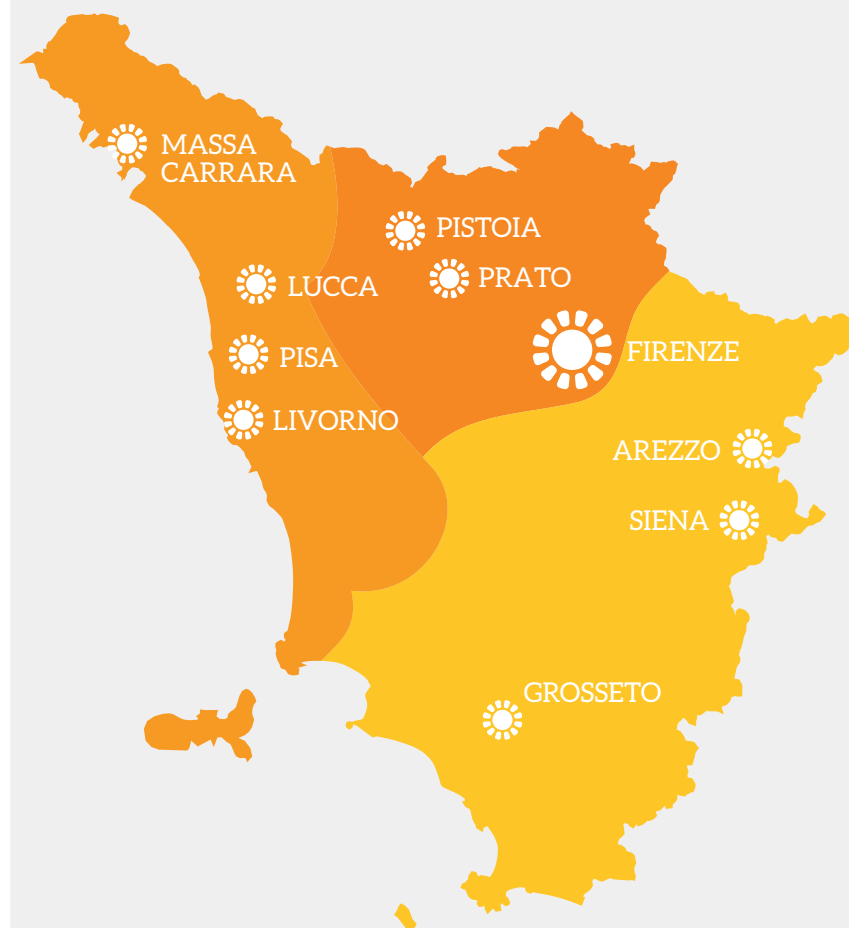 MASSA
CARRARA
PISTOIA
PRATO
LUCCA
FIRENZE
PISA
LIVORNO
AREZZO
SIENA
GROSSETO